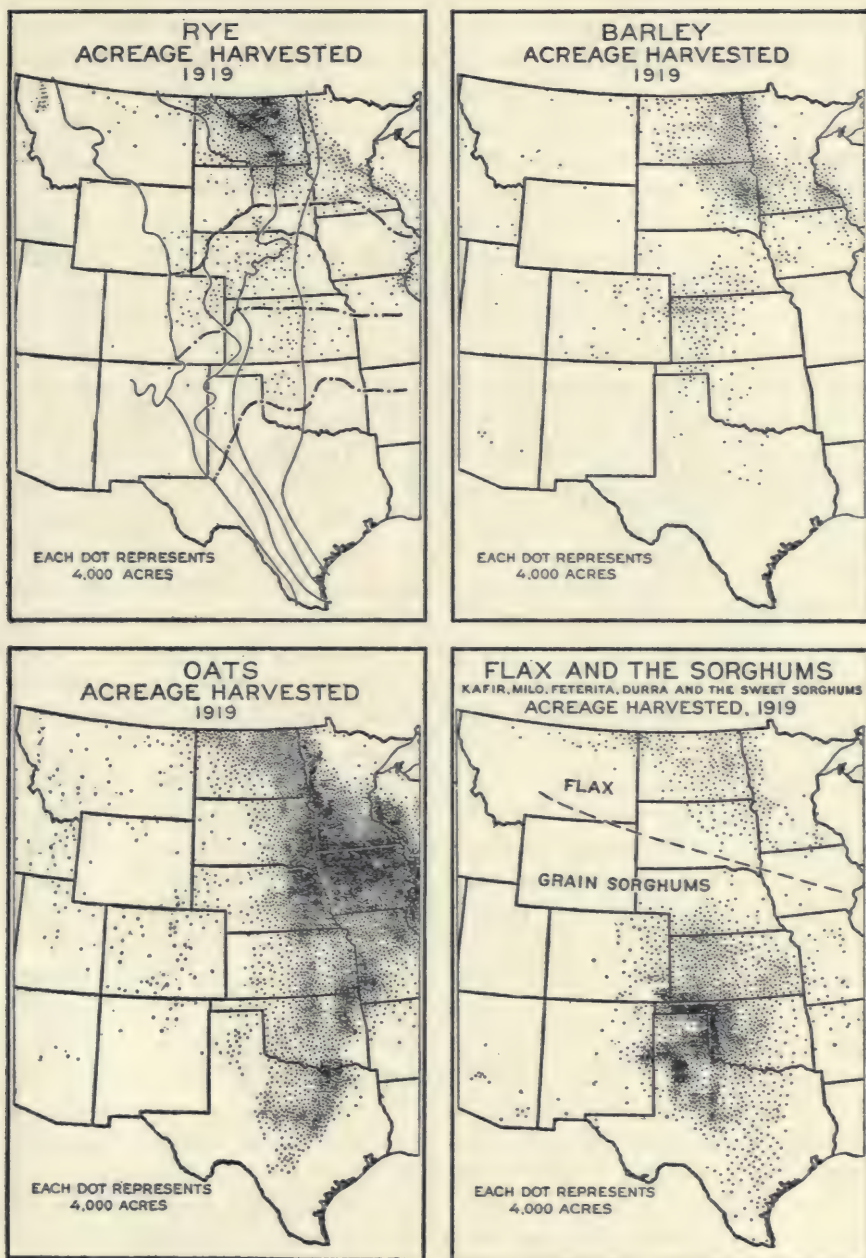 RYE
ACREAGE HARVESTED
1919
EACH DOT REPRESENTS
4,000 ACRES
BARLEY
ACREAGE HARVESTED
1919
EACH DOT REPRESENTS
4,000 ACRES
OATS
ACREAGE HARVESTED
1919
EACH DOT REPRESENTS
4,000 ACRES
FLAX AND THE SORGHUMS
KAFIR, MILO, FETERITA, DURRA AND THE SWEET SORGHUMS
ACREAGE HARVESTED, 1919
FLAX
GRAIN SORGHUMS
EACH DOT REPRESENTS
4,000 ACRES